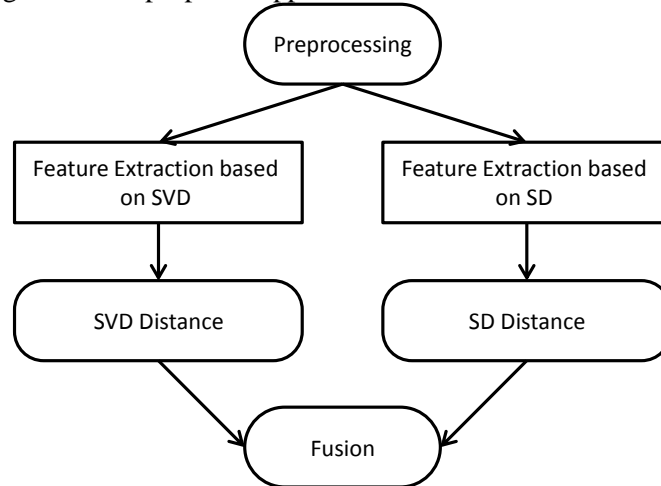 Preprocessing
Feature Extraction based
on SVD
Feature Extraction based
on SD
SVD Distance
SD Distance
Fusion